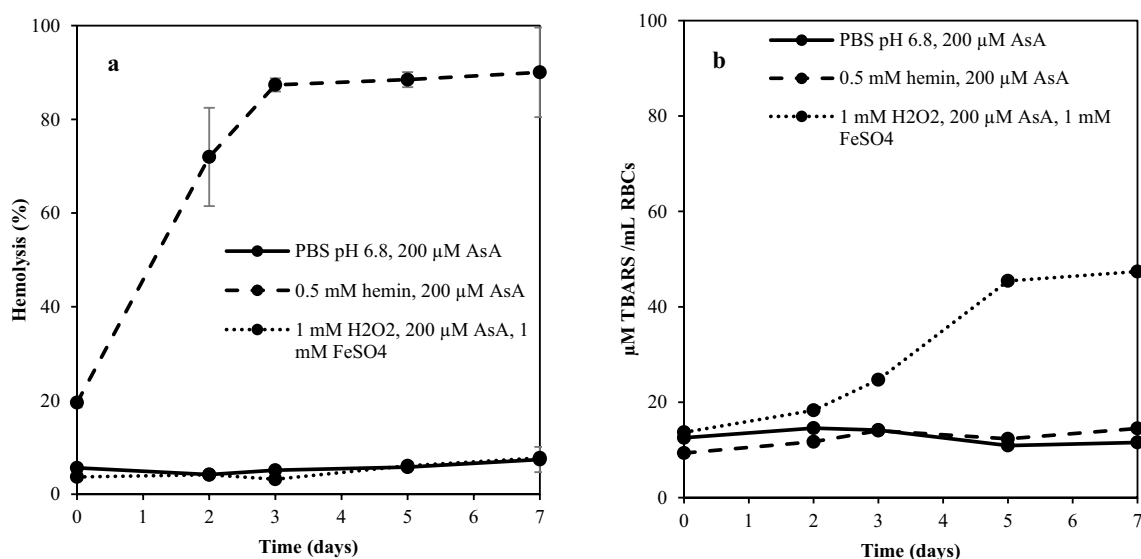 100
80
60
40
20
0
Hemolysis (%)
a
PBS pH 6.8, 200 µM AsA
0.5 mM hemin, 200 µM AsA
1 mM H2O2, 200 µM AsA, 1
mM FeSO4
0 1 2 3 4 5 6 7
Time (days)
100
80
60
40
20
0
µM TBARS /mL RBCs
b
PBS pH 6.8, 200 µM AsA
0.5 mM hemin, 200 µM AsA
1 mM H2O2, 200 µM AsA, 1 mM
FeSO4
0 1 2 3 4 5 6 7
Time (days)